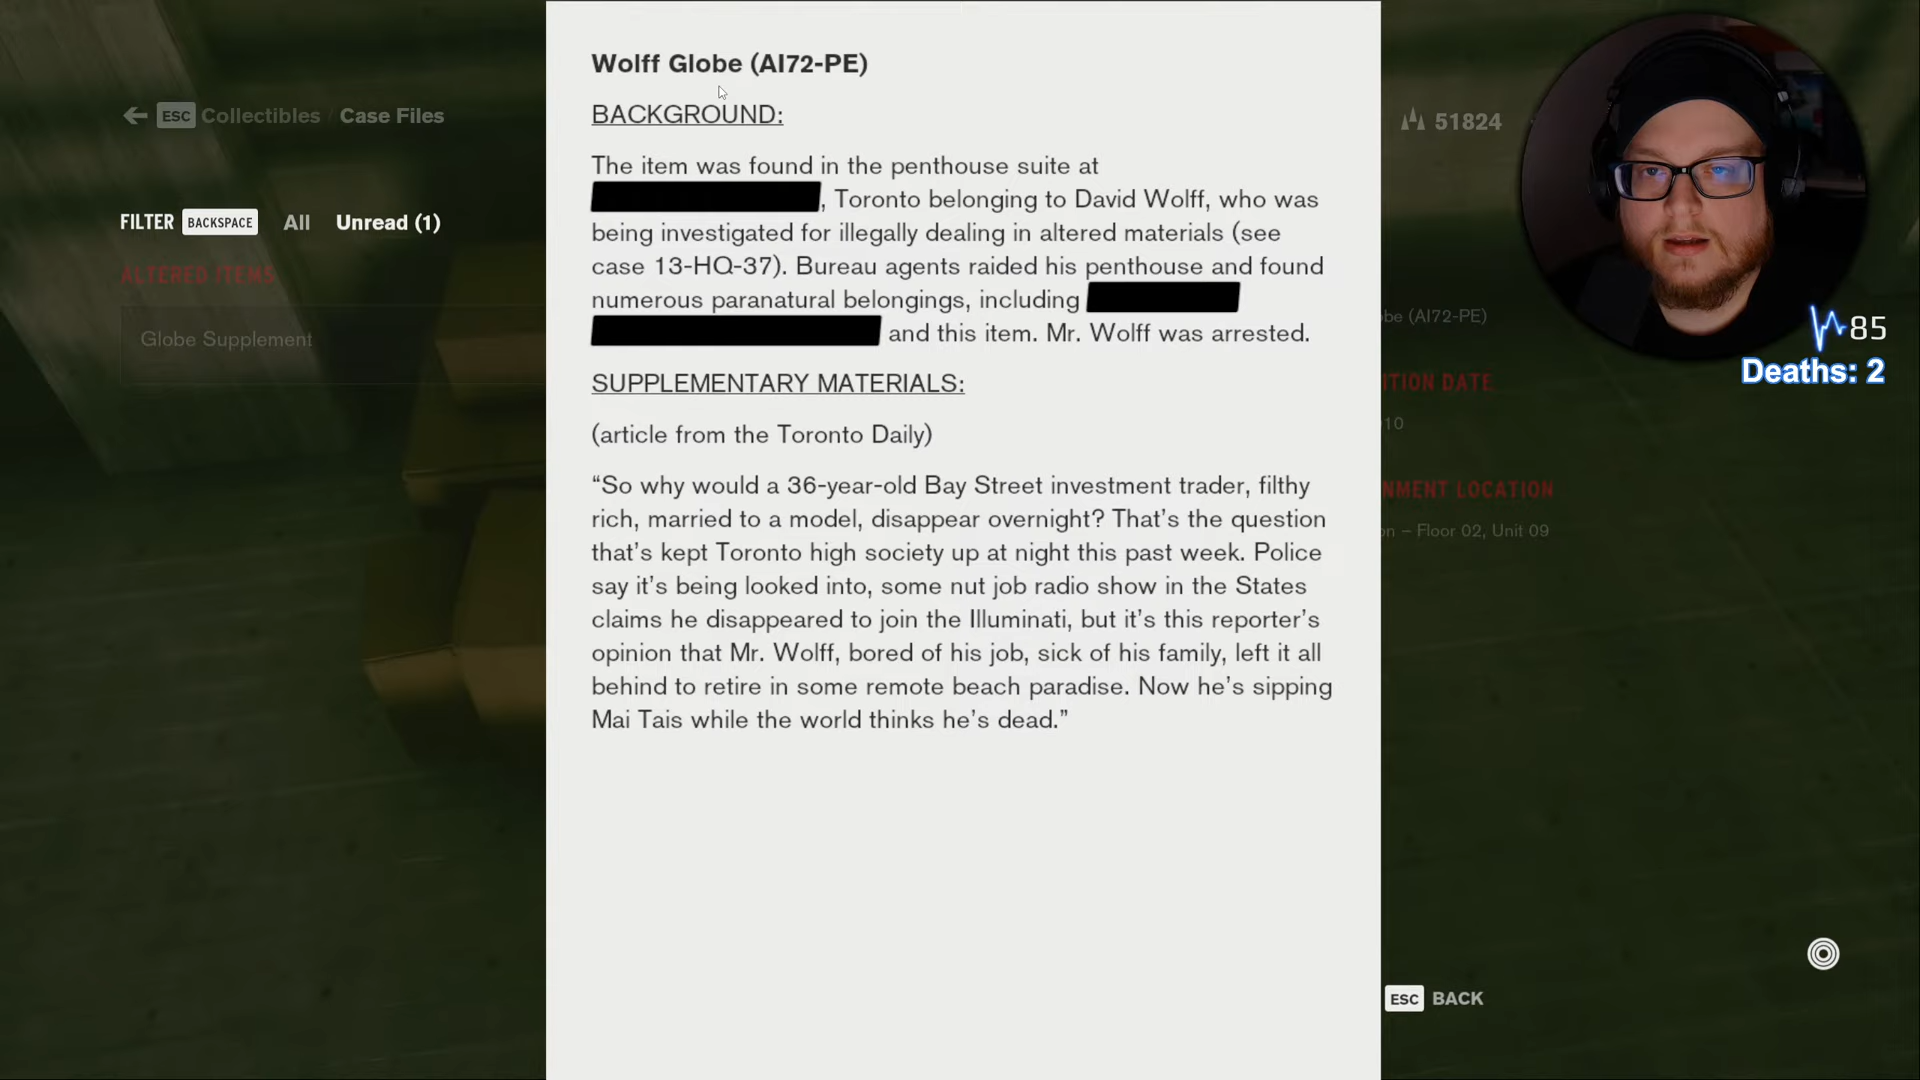 Wolff Globe (AI72-PE)
BACKGROUND:
The item was found in the penthouse suite at
, Toronto belonging to David Wolff, who was
being investigated for illegally dealing in altered materials (see
case 13-HQ-37). Bureau agents raided his penthouse and found
numerous paranatural belongings, including
and this item. Mr. Wolff was arrested.
SUPPLEMENTARY MATERIALS:
(article from the Toronto Daily)
“So why would a 36-year-old Bay Street investment trader, filthy
rich, married to a model, disappear overnight? That’s the question
that’s kept Toronto high society up at night this past week. Police
say it’s being looked into, some nut job radio show in the States
claims he disappeared to join the Illuminati, but it’s this reporter’s
opinion that Mr. Wolff, bored of his job, sick of his family, left it all
behind to retire in some remote beach paradise. Now he’s sipping
Mai Tais while the world thinks he’s dead.”
ESC Collectibles / Case Files
FILTER BACKSPACE All Unread (1)
ALTERED ITEMS
Globe Supplement
51824
85
Deaths: 2
(AI72-PE)
DATE
10
LOCATION
– Floor 02, Unit 09
ESC BACK